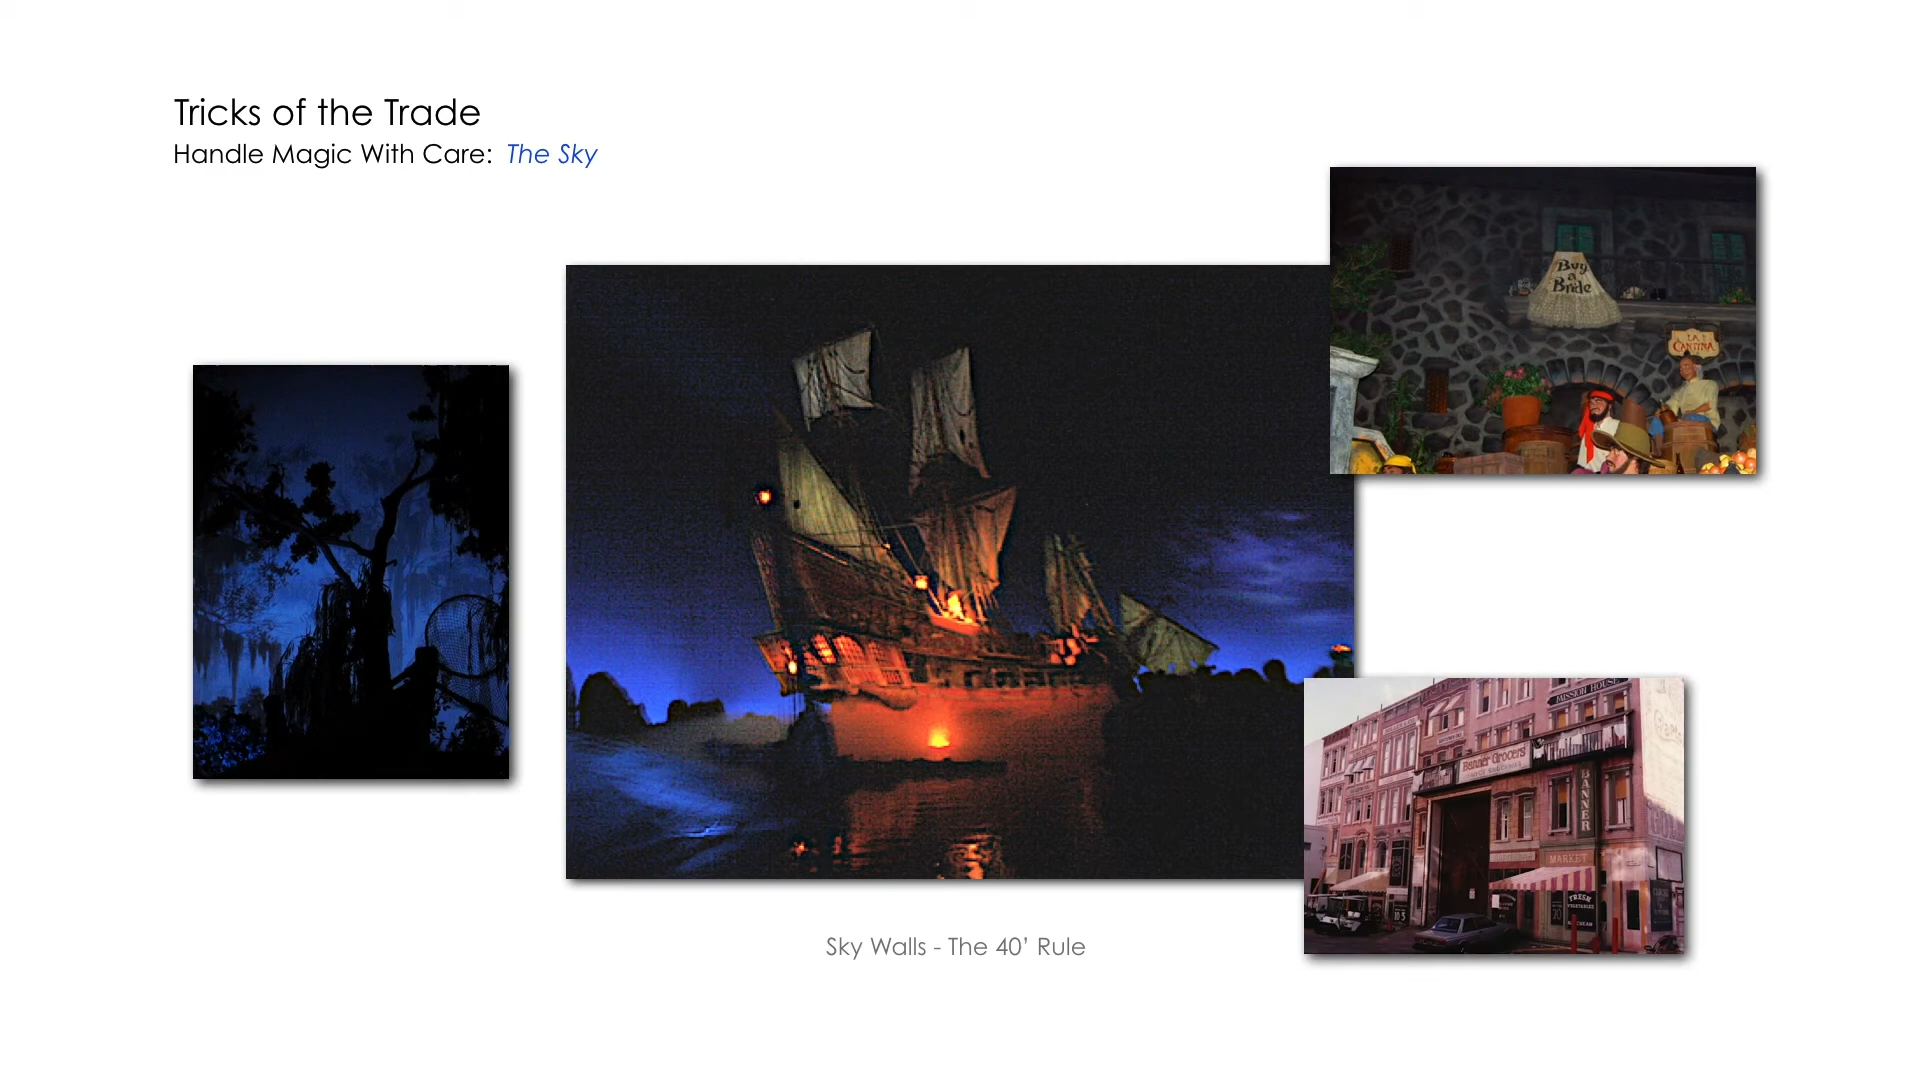 Tricks of the Trade
Handle Magic With Care: The Sky
Buy
a
Bride
LA
CANTINA
MISSION HOUSE
Banner Grocers
BANNER
MARKET
FRESH
VEGETABLES
Sky Walls - The 40’ Rule